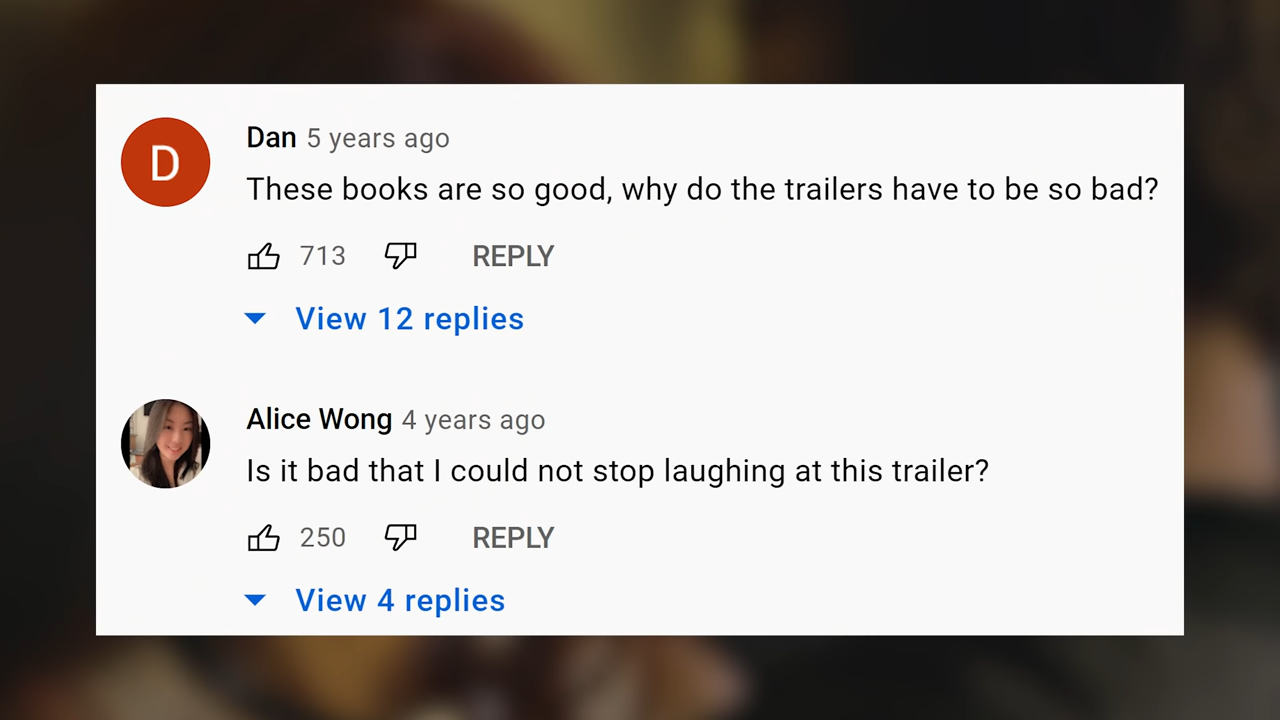 D
Dan 5 years ago
These books are so good, why do the trailers have to be so bad?
713 REPLY
View 12 replies
Alice Wong 4 years ago
Is it bad that I could not stop laughing at this trailer?
250 REPLY
View 4 replies